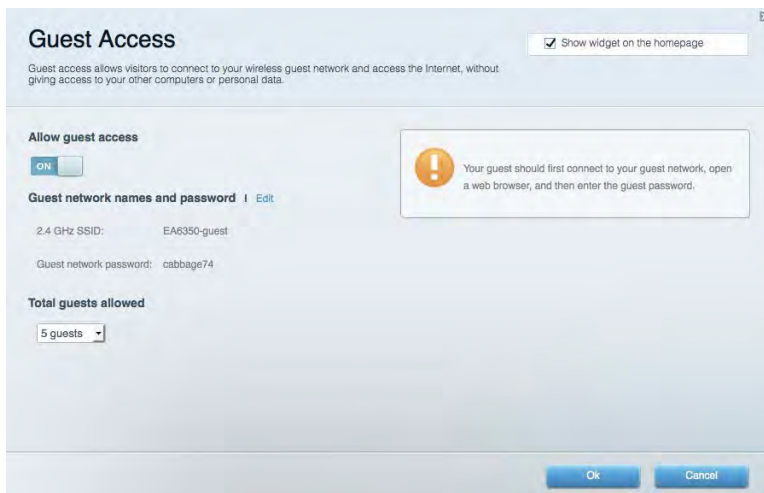 Guest Access
Show widget on the homepage
Guest access allows visitors to connect to your wireless guest network and access the Internet, without
giving access to your other computers or personal data.
Allow guest access
ON
Your guest should first connect to your guest network, open
a web browser, and then enter the guest password.
Guest network names and password | Edit
2.4 GHz SSID: EA6350-guest
Guest network password: cabbage74
Total guests allowed
5 guests
Ok Cancel